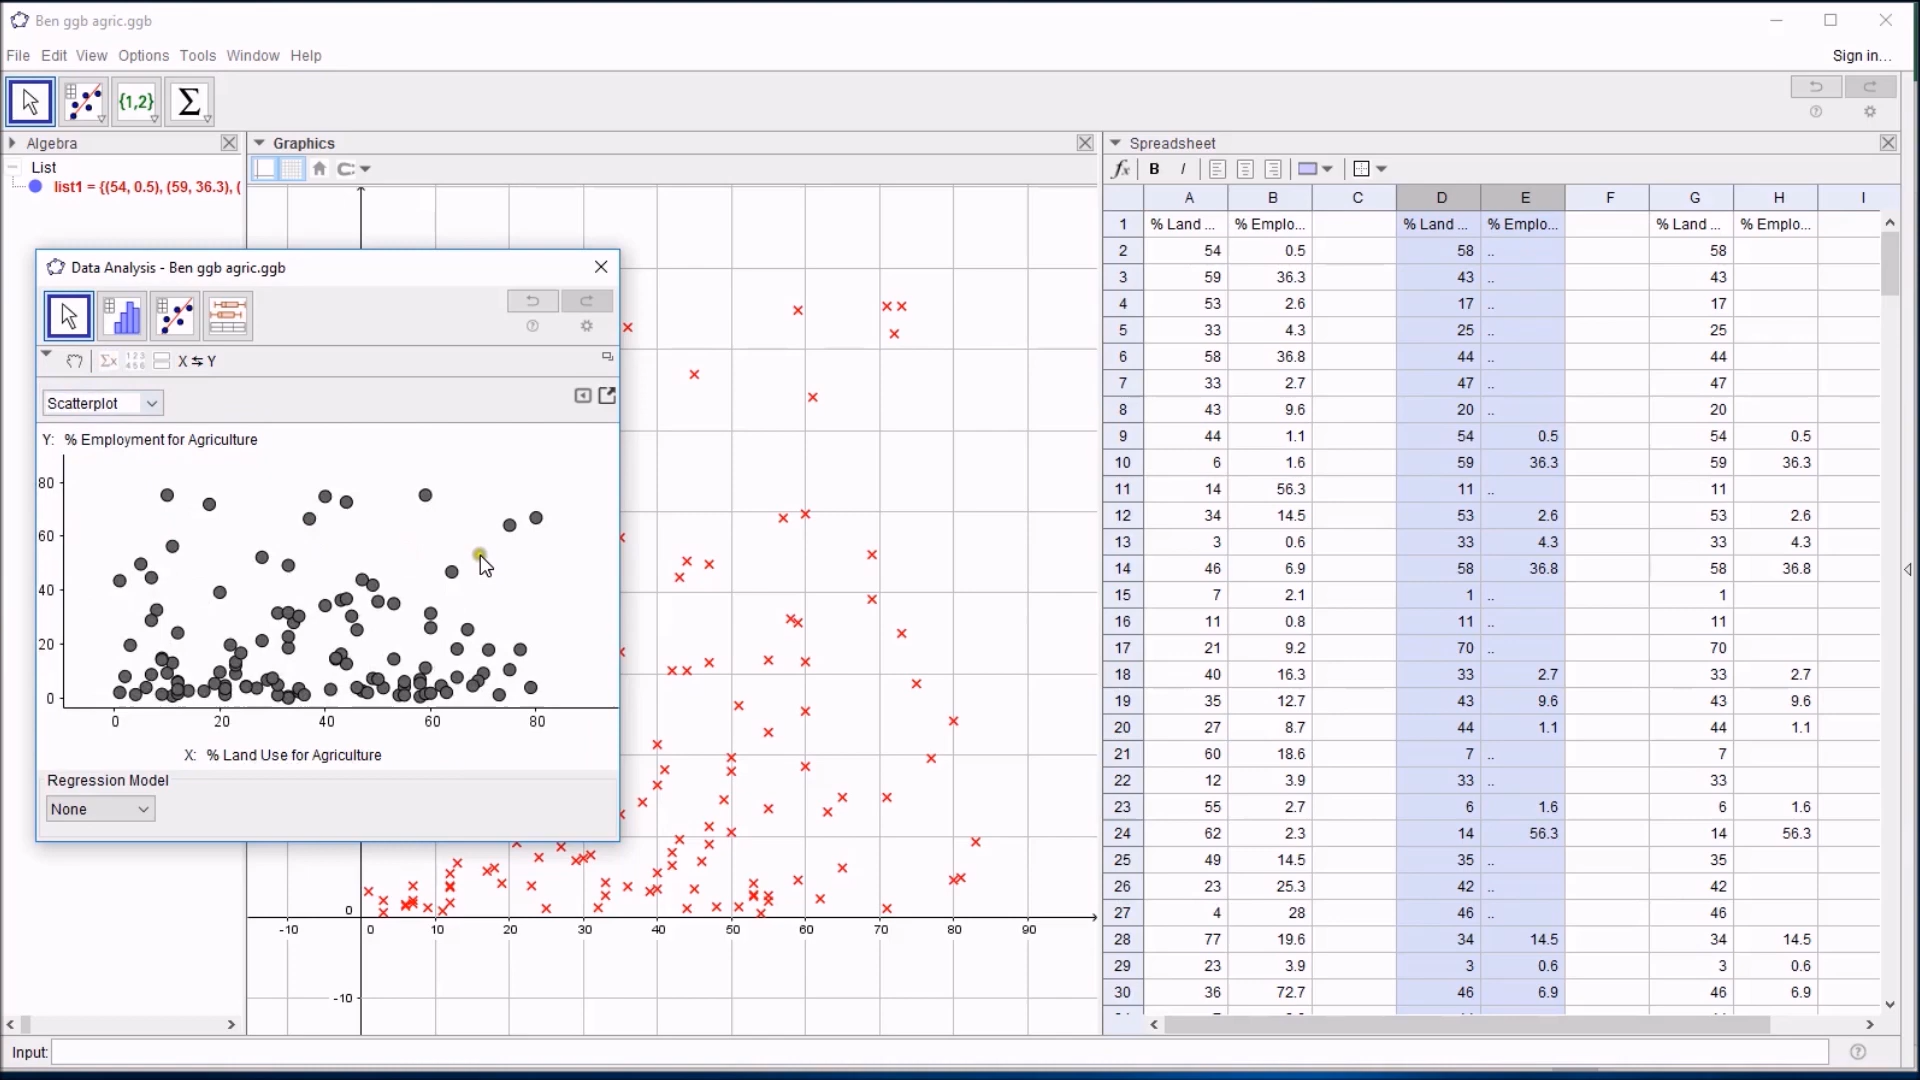 Ben ggb agric.ggb
File Edit View Options Tools Window Help
Sign in...
{1,2} Σ
Algebra
Graphics
Spreadsheet
List
list1 = {(54, 0.5), (59, 36.3), (
fx B I
A B C D E F G H I
1 % Land ... % Emplo... % Land ... % Emplo... % Land ... % Emplo...
2 54 0.5 58 .. 58
3 59 36.3 43 .. 43
4 53 2.6 17 .. 17
5 33 4.3 25 .. 25
6 58 36.8 44 .. 44
7 33 2.7 47 .. 47
8 43 9.6 20 .. 20
9 44 1.1 54 0.5 54 0.5
10 6 1.6 59 36.3 59 36.3
11 14 56.3 11 .. 11
12 34 14.5 53 2.6 53 2.6
13 3 0.6 33 4.3 33 4.3
14 46 6.9 58 36.8 58 36.8
15 7 2.1 1 .. 1
16 11 0.8 11 .. 11
17 21 9.2 70 .. 70
18 40 16.3 33 2.7 33 2.7
19 35 12.7 43 9.6 43 9.6
20 27 8.7 44 1.1 44 1.1
21 60 18.6 7 .. 7
22 12 3.9 33 .. 33
23 55 2.7 6 1.6 6 1.6
24 62 2.3 14 56.3 14 56.3
25 49 14.5 35 .. 35
26 23 25.3 42 .. 42
27 4 28 46 .. 46
28 77 19.6 34 14.5 34 14.5
29 23 3.9 3 0.6 3 0.6
30 36 72.7 46 6.9 46 6.9
Data Analysis - Ben ggb agric.ggb
Σx 123 456 X ⇆ Y
Scatterplot
Y: % Employment for Agriculture
80
60
40
20
0
0 20 40 60 80
X: % Land Use for Agriculture
Regression Model
None
0
-10 0 10 20 30 40 50 60 70 80 90
-10
Input: